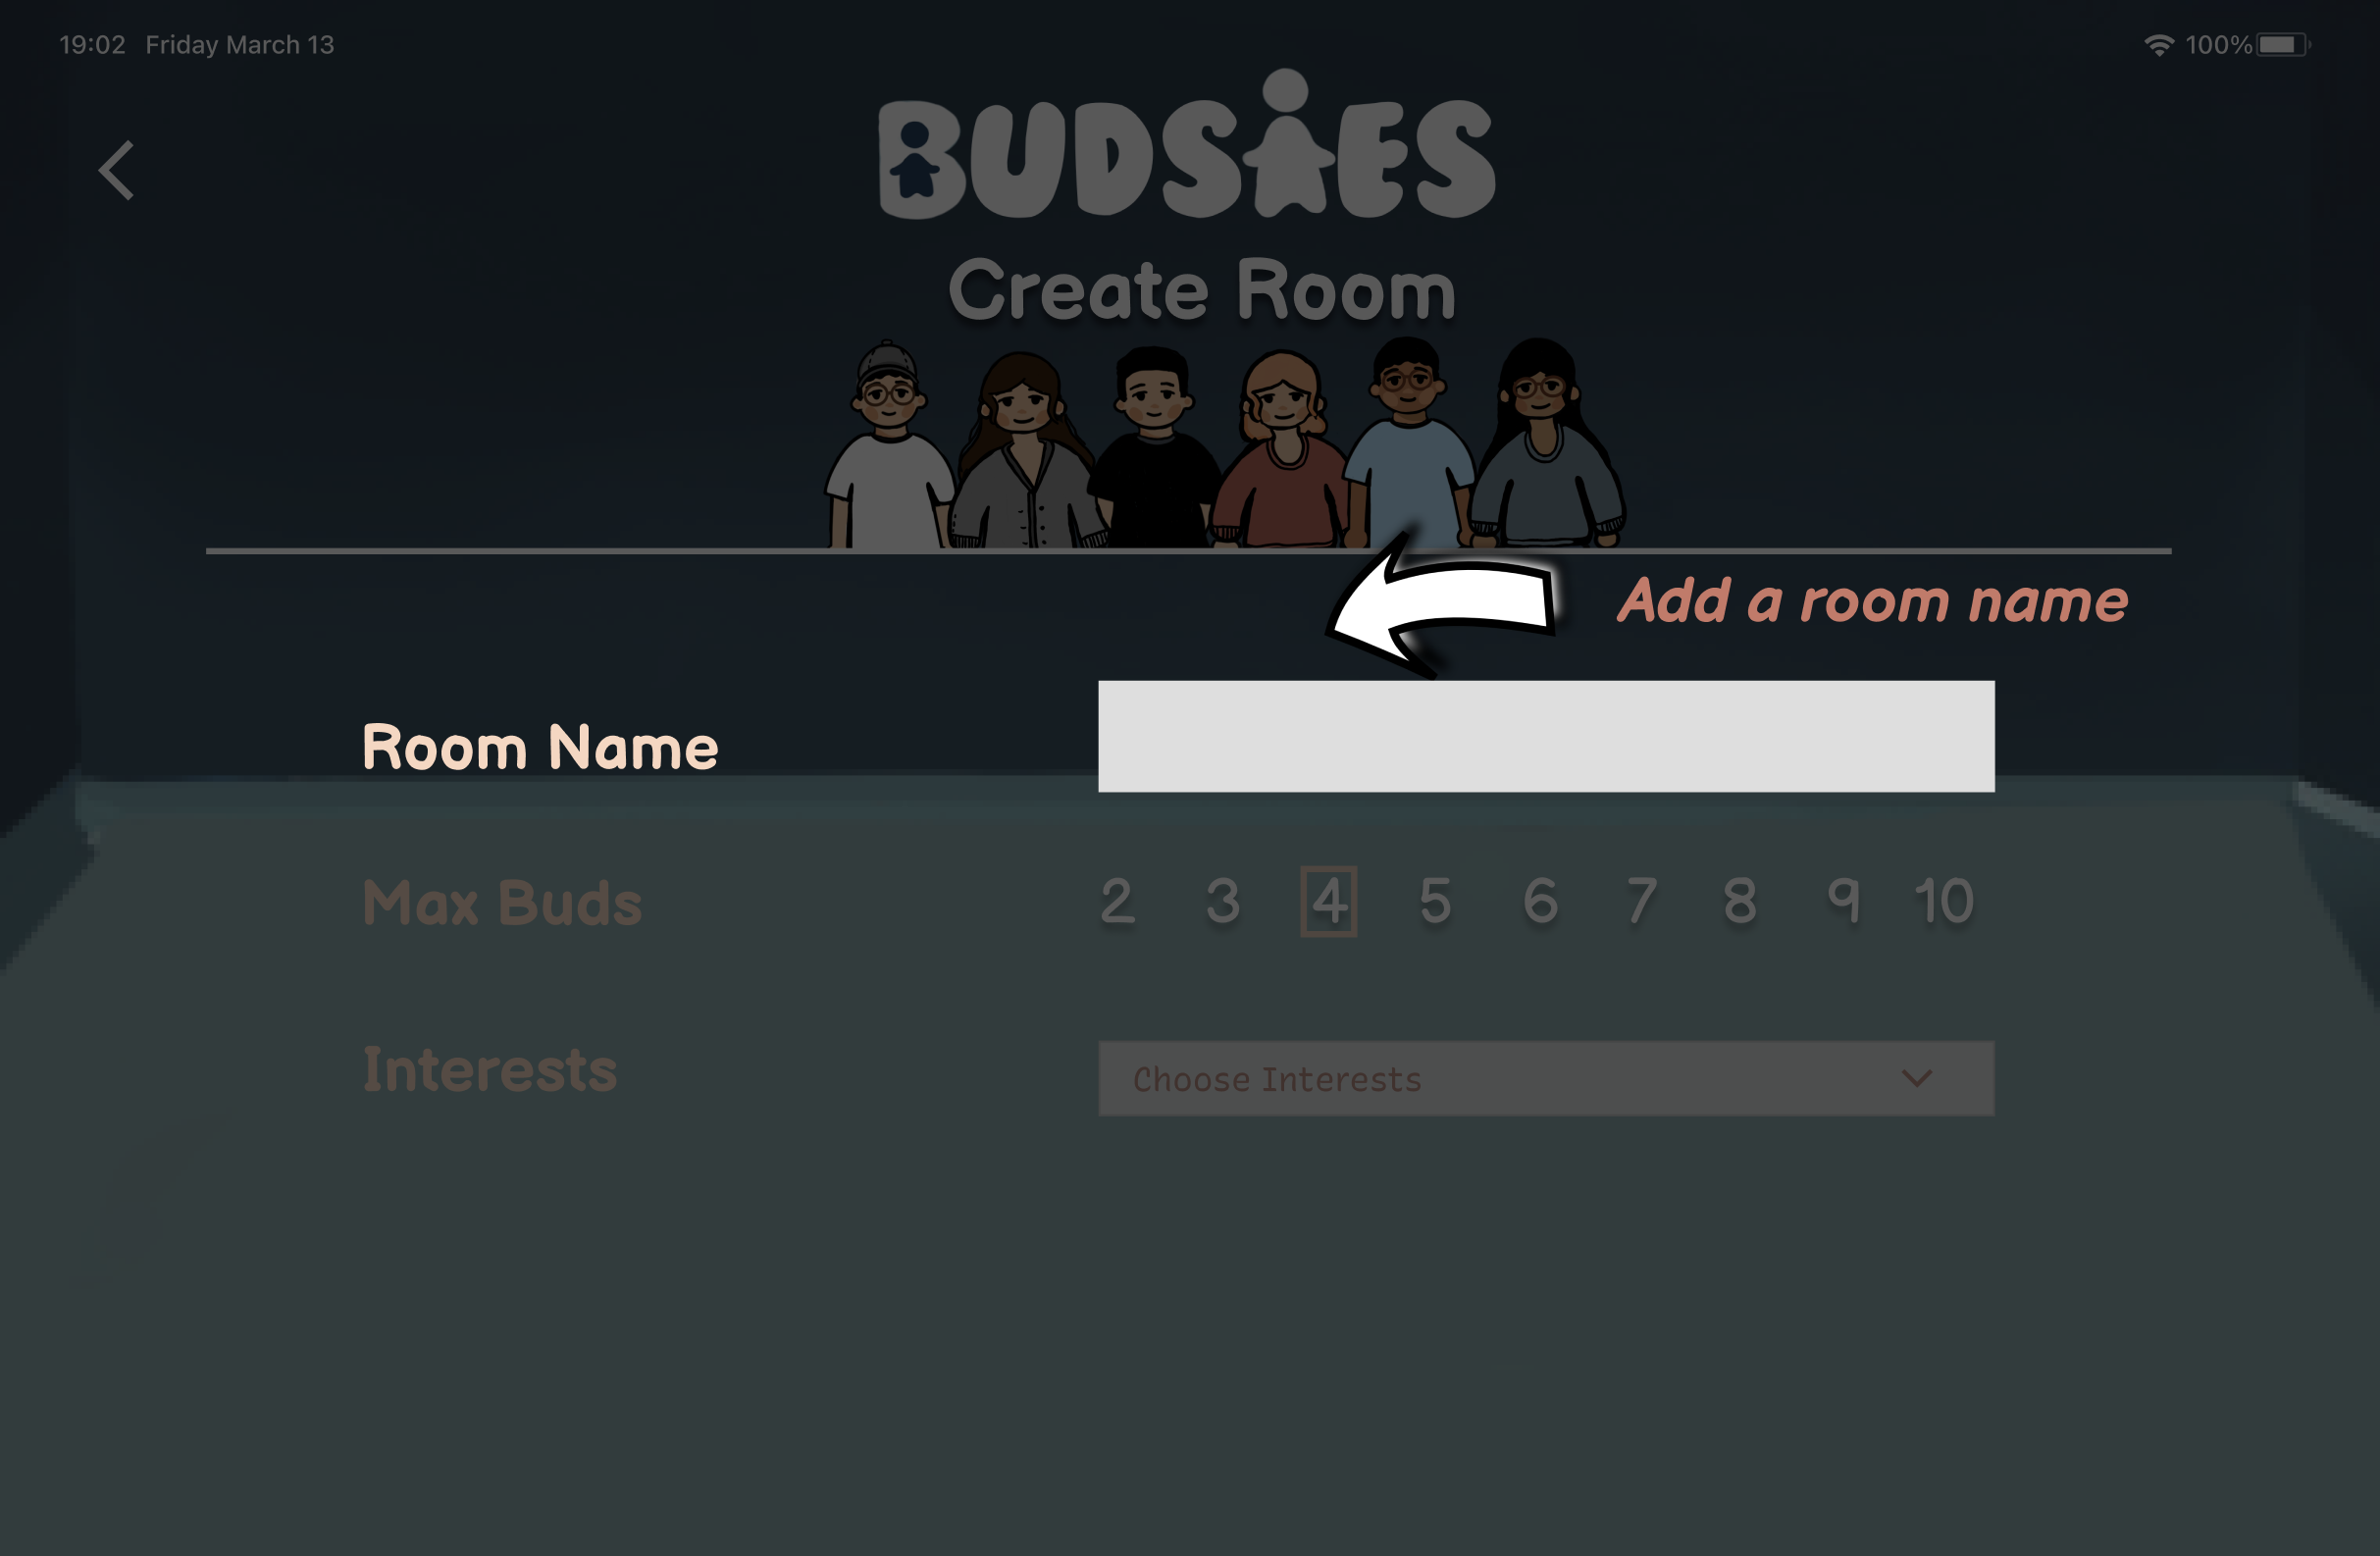 19:02 Friday March 13 100%
BUDSIES
Create Room
Add a room name
Room Name
Max Buds 2 3 4 5 6 7 8 9 10
Interests Choose Interests